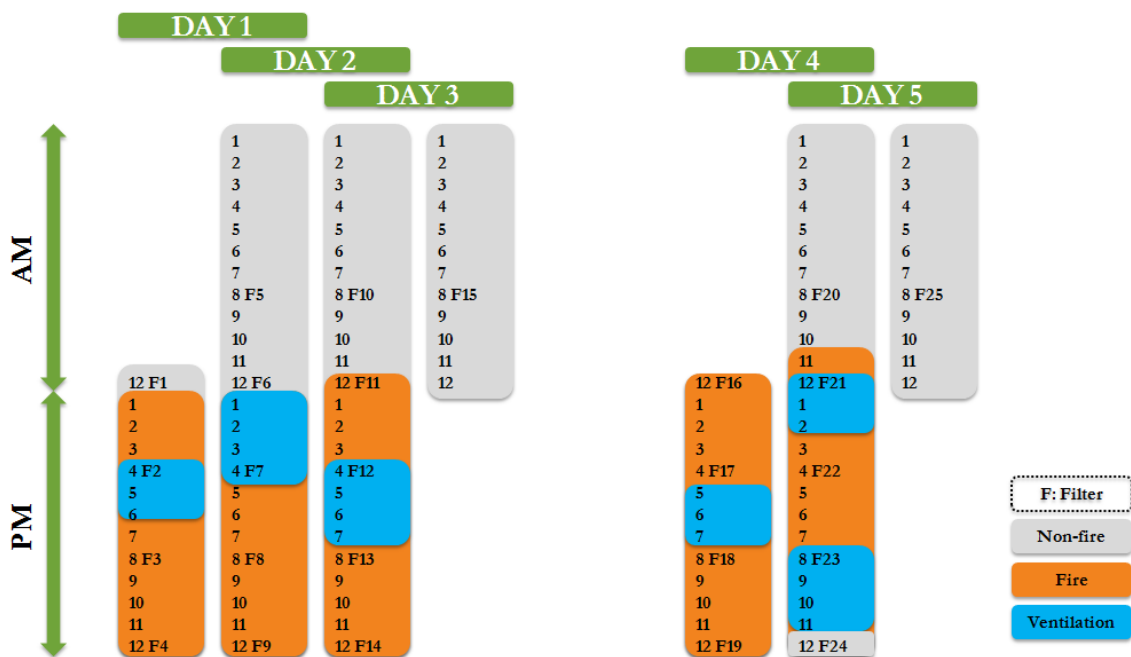 DAY 1
DAY 2
DAY 3
DAY 4
DAY 5
AM
PM
12 F1
1
2
3
4 F2
5
6
7
8 F3
9
10
11
12 F4
1
2
3
4
5
6
7
8 F5
9
10
11
12 F6
1
2
3
4 F7
5
6
7
8 F8
9
10
11
12 F9
1
2
3
4
5
6
7
8 F10
9
10
11
12 F11
1
2
3
4 F12
5
6
7
8 F13
9
10
11
12 F14
1
2
3
4
5
6
7
8 F15
9
10
11
12
12 F16
1
2
3
4 F17
5
6
7
8 F18
9
10
11
12 F19
1
2
3
4
5
6
7
8 F20
9
10
11
12 F21
1
2
3
4 F22
5
6
7
8 F23
9
10
11
12 F24
1
2
3
4
5
6
7
8 F25
9
10
11
12
F: Filter
Non-fire
Fire
Ventilation